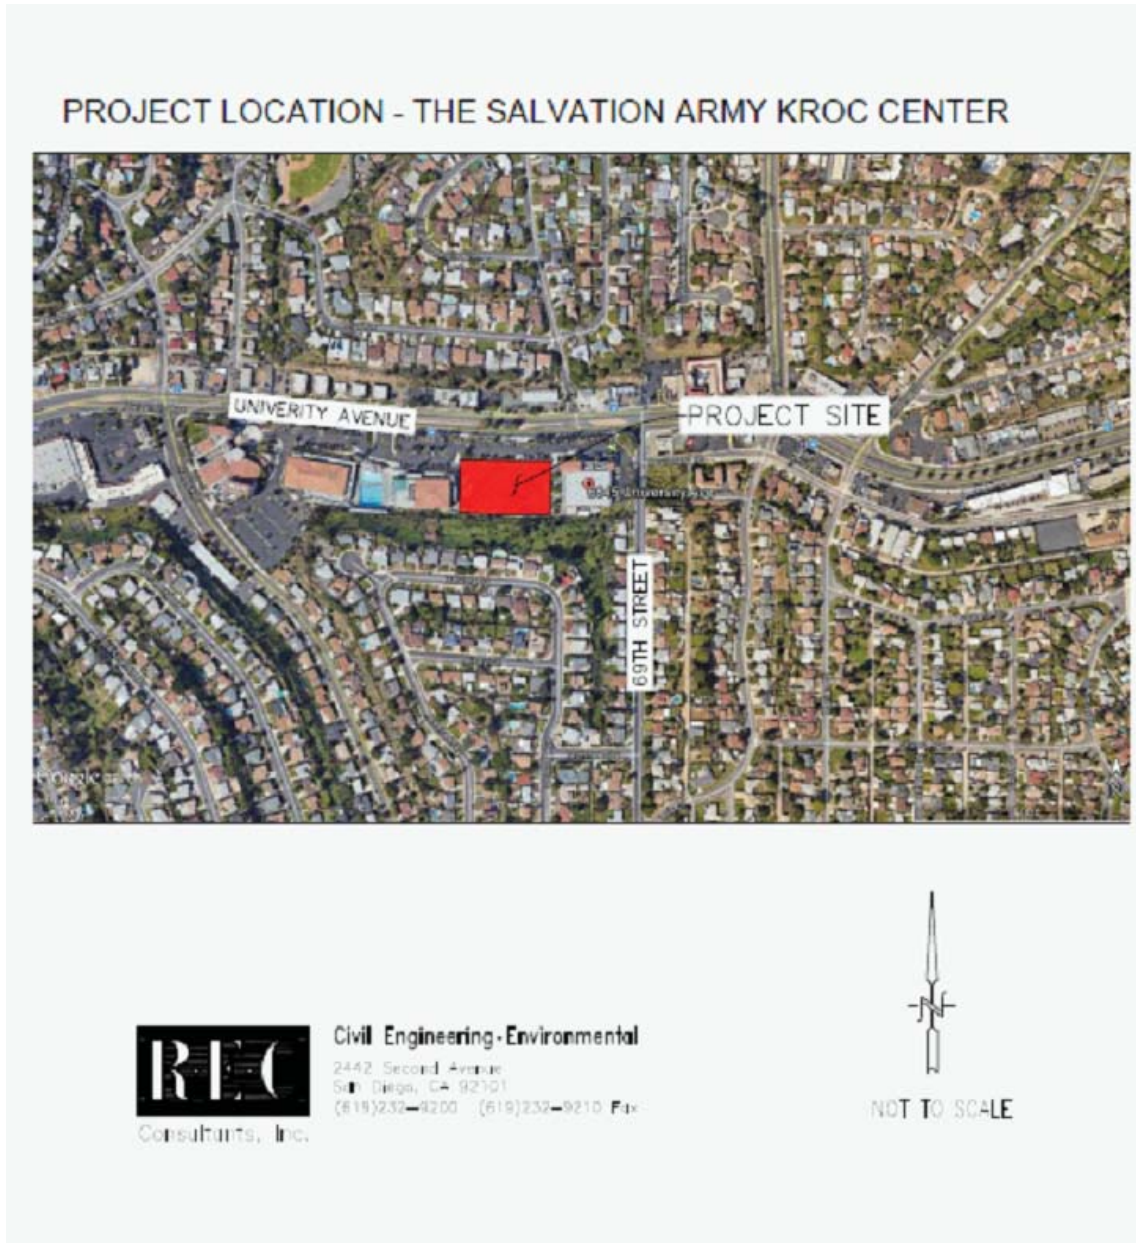 PROJECT LOCATION - THE SALVATION ARMY KROC CENTER
UNIVERITY AVENUE
PROJECT SITE
69TH STREET
Google
N
REC
Consultants, Inc.
Civil Engineering-Environmental
2442 Second Avenue
San Diego, CA 92101
(619)232-9200 (619)232-9210 Fax
NOT TO SCALE